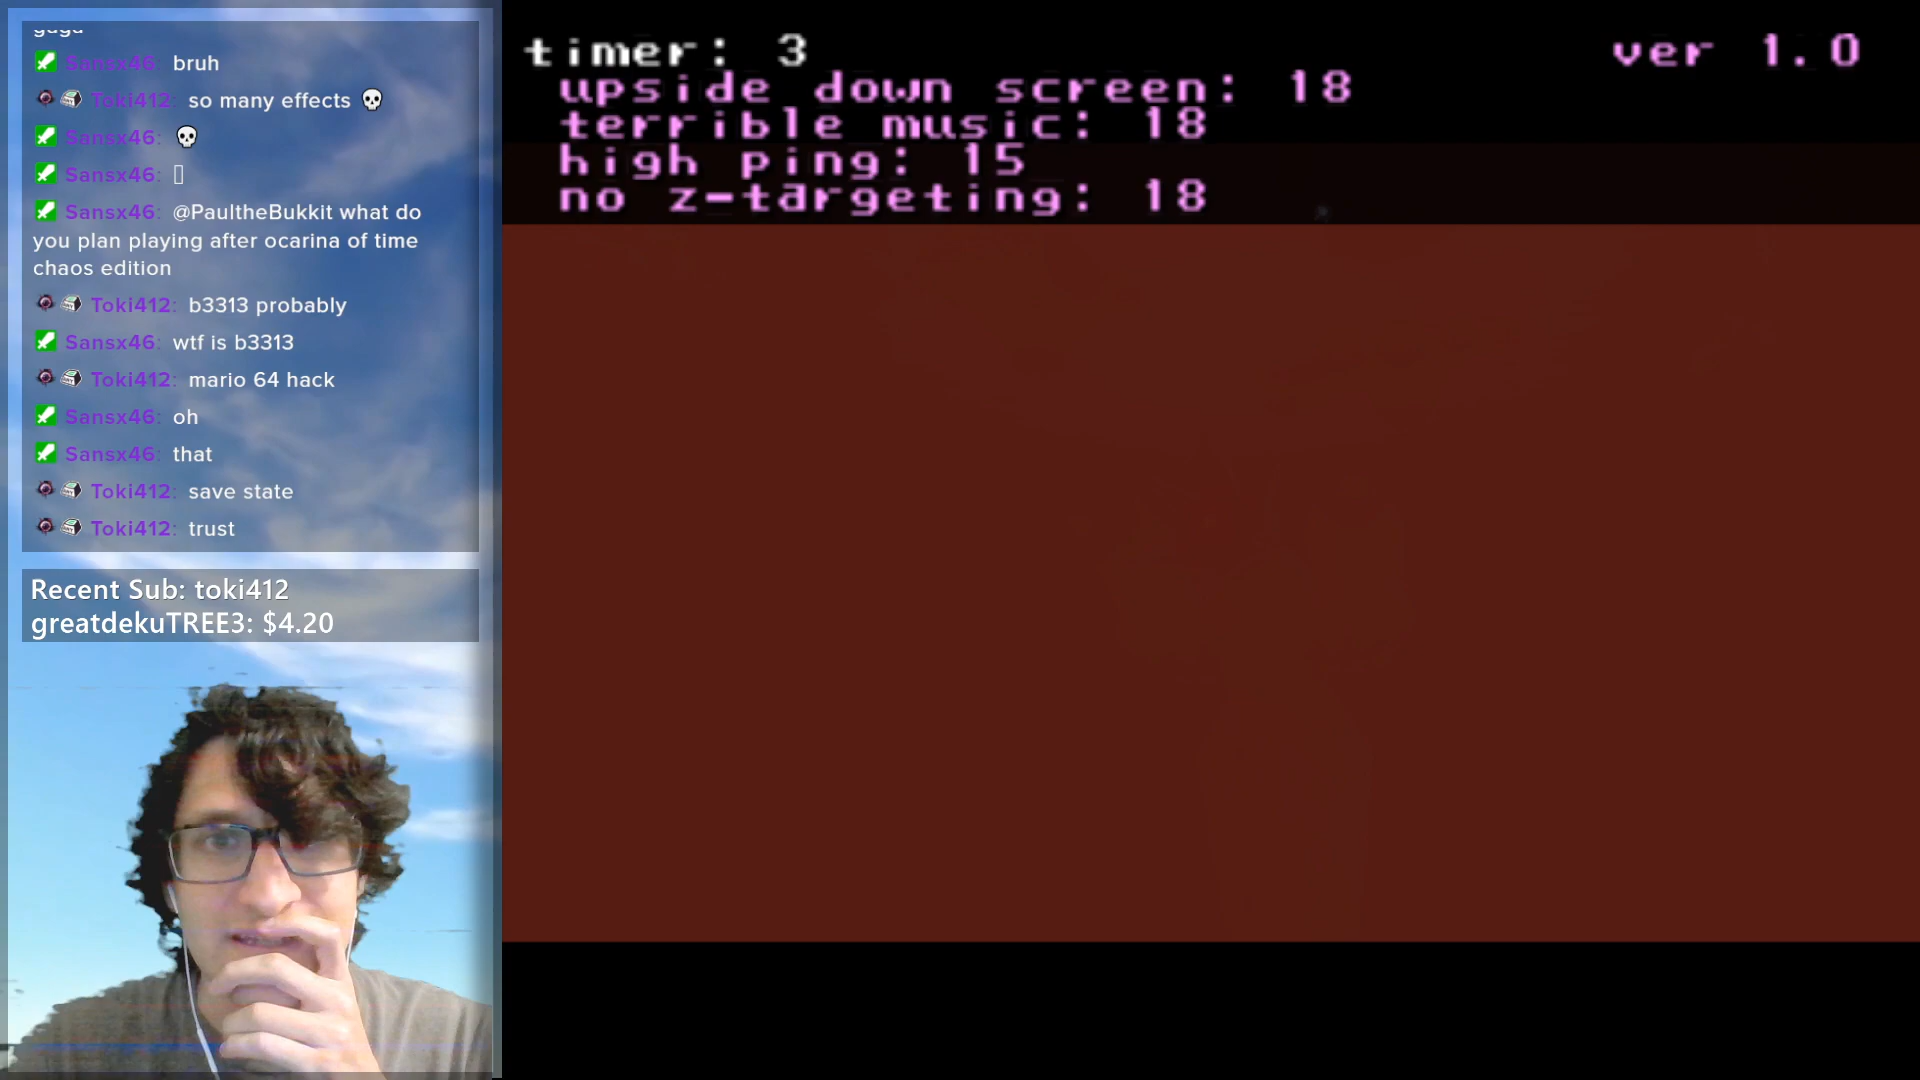 Sansx46: bruh
Toki412: so many effects 💀
Sansx46: 💀
Sansx46: ▯
Sansx46: @PaultheBukkit what do
you plan playing after ocarina of time
chaos edition
Toki412: b3313 probably
Sansx46: wtf is b3313
Toki412: mario 64 hack
Sansx46: oh
Sansx46: that
Toki412: save state
Toki412: trust
Recent Sub: toki412
greatdekuTREE3: $4.20
timer: 3
ver 1.0
upside down screen: 18
terrible music: 18
high ping: 15
no z-targeting: 18